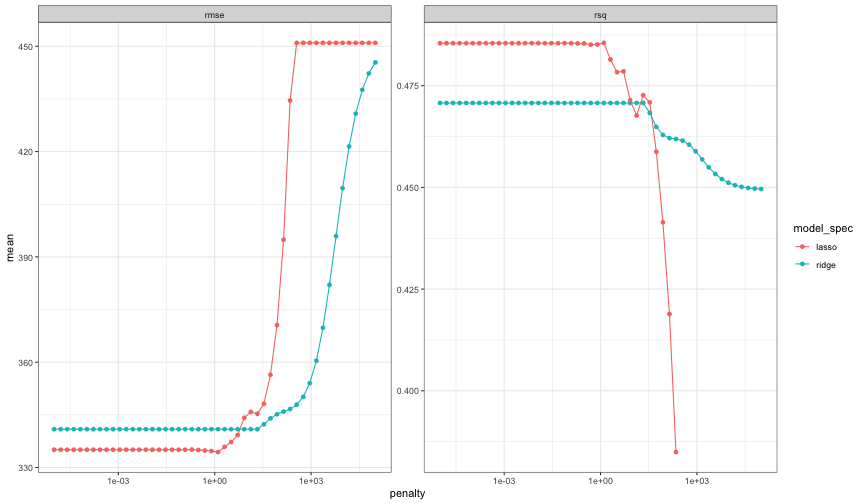 rmse
rsq
mean
450
420
390
360
330
0.475
0.450
0.425
0.400
1e-03
1e+00
1e+03
1e-03
1e+00
1e+03
penalty
model_spec
lasso
ridge